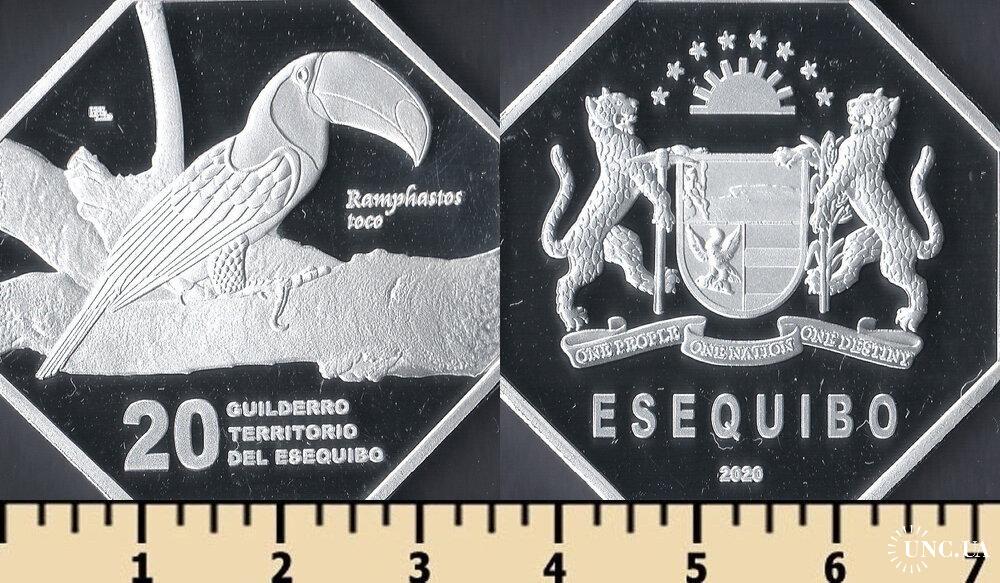 Ramphastos
toco
20
GUILDERRO
TERRITORIO
DEL ESEQUIBO
ONE PEOPLE ONE NATION ONE DESTINY
ESEQUIBO
2020
1 2 3 4 5 6 7
UNC.UA